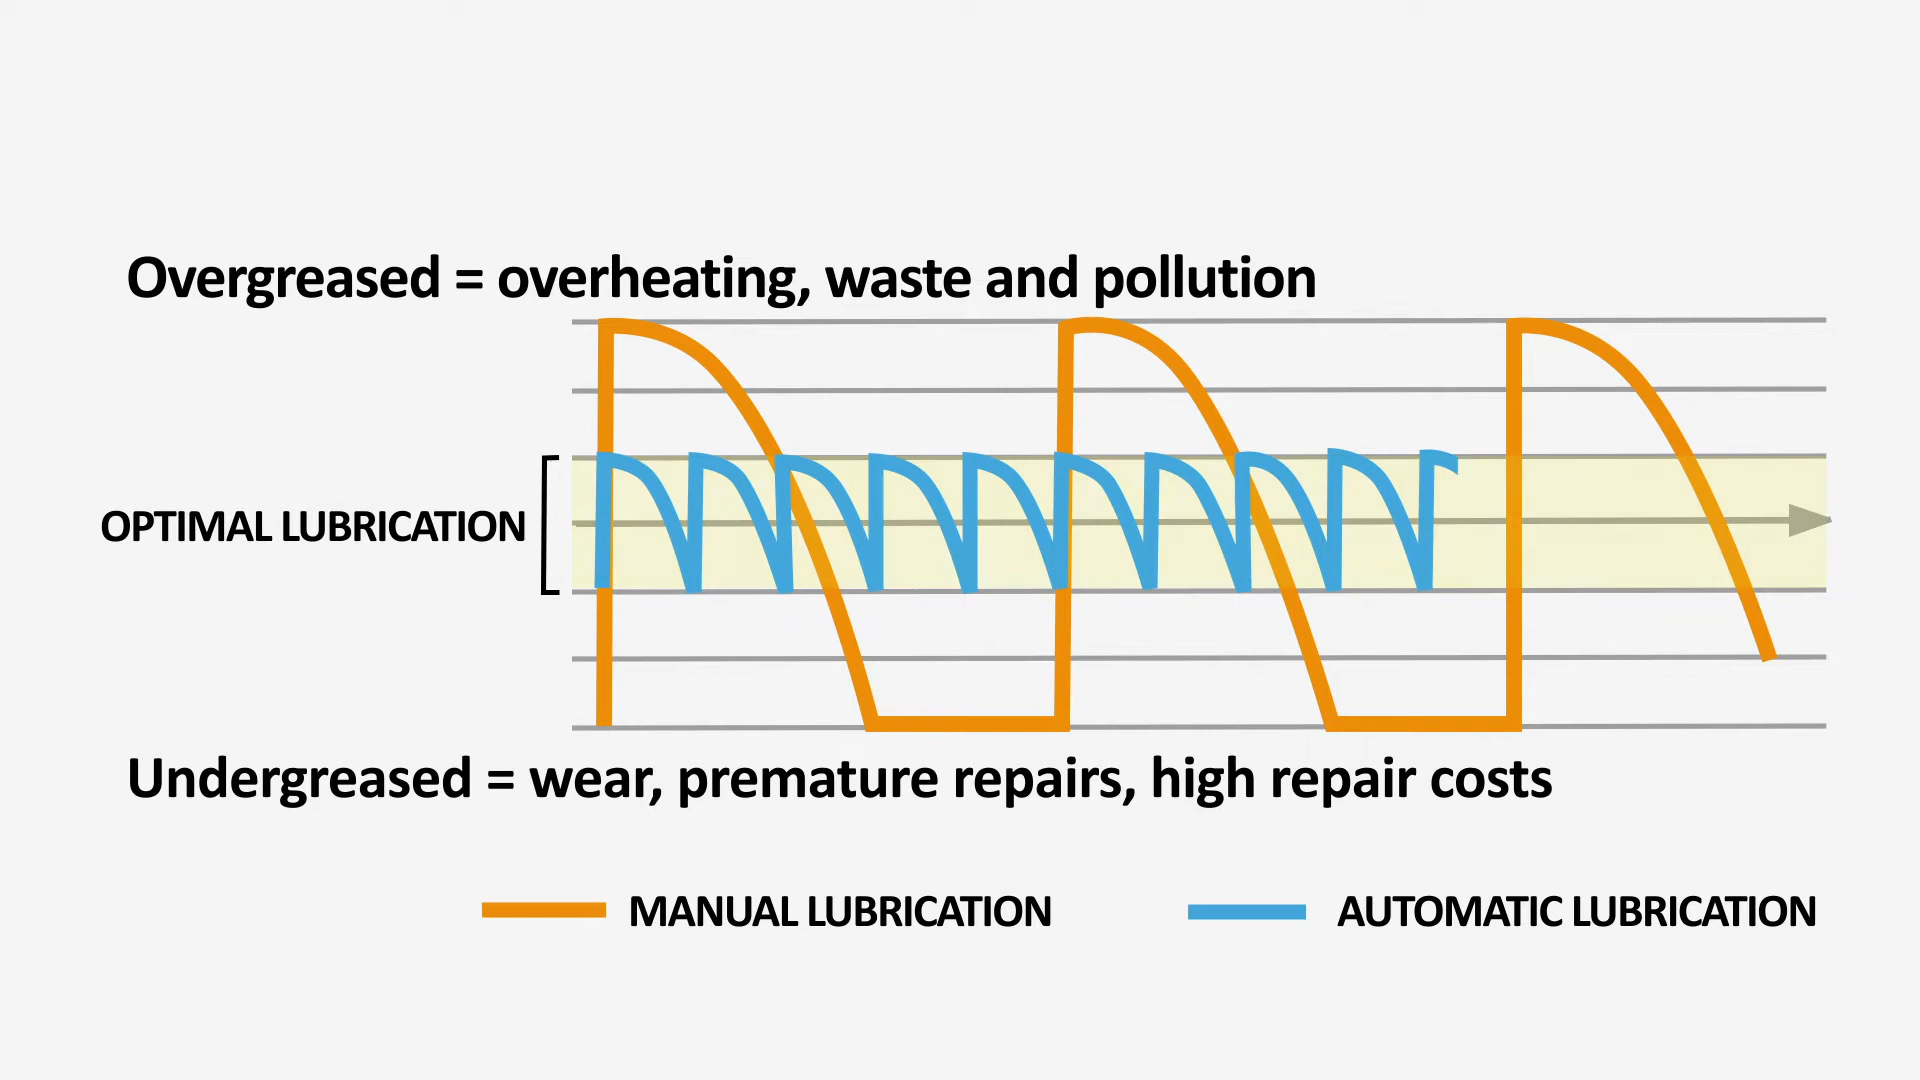 Overgreased = overheating, waste and pollution
OPTIMAL LUBRICATION
Undergreased = wear, premature repairs, high repair costs
MANUAL LUBRICATION
AUTOMATIC LUBRICATION